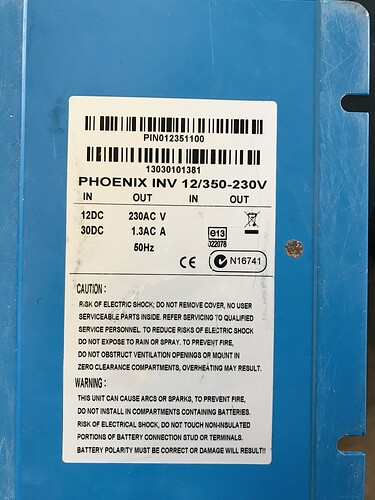 PIN012351100
13030101381
PHOENIX INV 12/350-230V
IN OUT IN OUT
12DC 230AC V
30DC 1.3AC A
50Hz
e13
022078
CE N16741
CAUTION :
RISK OF ELECTRIC SHOCK; DO NOT REMOVE COVER, NO USER
SERVICEABLE PARTS INSIDE. REFER SERVICING TO QUALIFIED
SERVICE PERSONNEL. TO REDUCE RISKS OF ELECTRIC SHOCK
DO NOT EXPOSE TO RAIN OR SPRAY. TO PREVENT FIRE,
DO NOT OBSTRUCT VENTILATION OPENINGS OR MOUNT IN
ZERO CLEARANCE COMPARTMENTS, OVERHEATING MAY RESULT.
WARNING :
THIS UNIT CAN CAUSE ARCS OR SPARKS, TO PREVENT FIRE,
DO NOT INSTALL IN COMPARTMENTS CONTAINING BATTERIES.
RISK OF ELECTRICAL SHOCK, DO NOT TOUCH NON-INSULATED
PORTIONS OF BATTERY CONNECTION STUD OR TERMINALS.
BATTERY POLARITY MUST BE CORRECT OR DAMAGE WILL RESULT!!